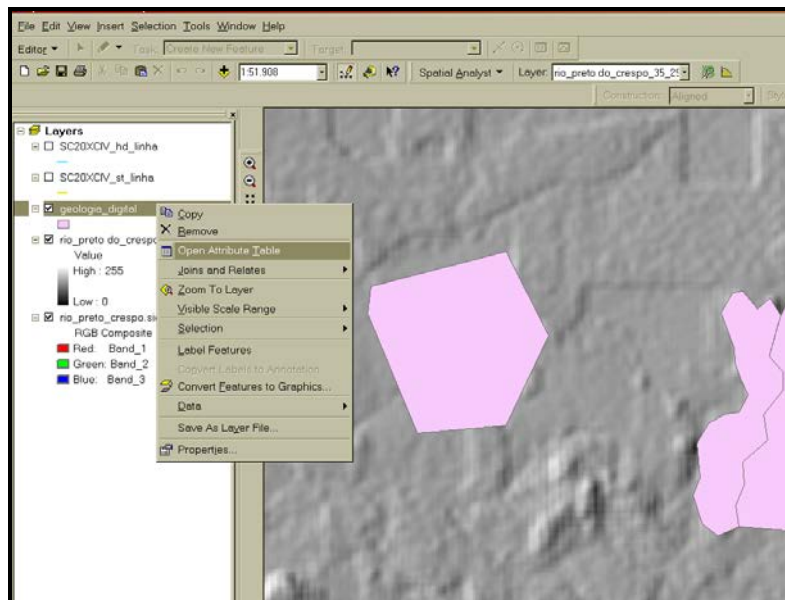 File Edit View Insert Selection Tools Window Help
Editor Task: Create New Feature Target:
1:51.908 Spatial Analyst Layer: rio_preto do_crespo_35_25
Construction: Aligned
Layers
SC20XCIV_hd_linha
SC20XCIV_st_linha
geologia_digital
rio_preto do_crespo
Value
High : 255
Low : 0
rio_preto_crespo.si
RGB Composite
Red: Band_1
Green: Band_2
Blue: Band_3
Copy
Remove
Open Attribute Table
Joins and Relates
Zoom To Layer
Visible Scale Range
Selection
Label Features
Convert Labels to Annotation
Convert Features to Graphics...
Data
Save As Layer File...
Properties...